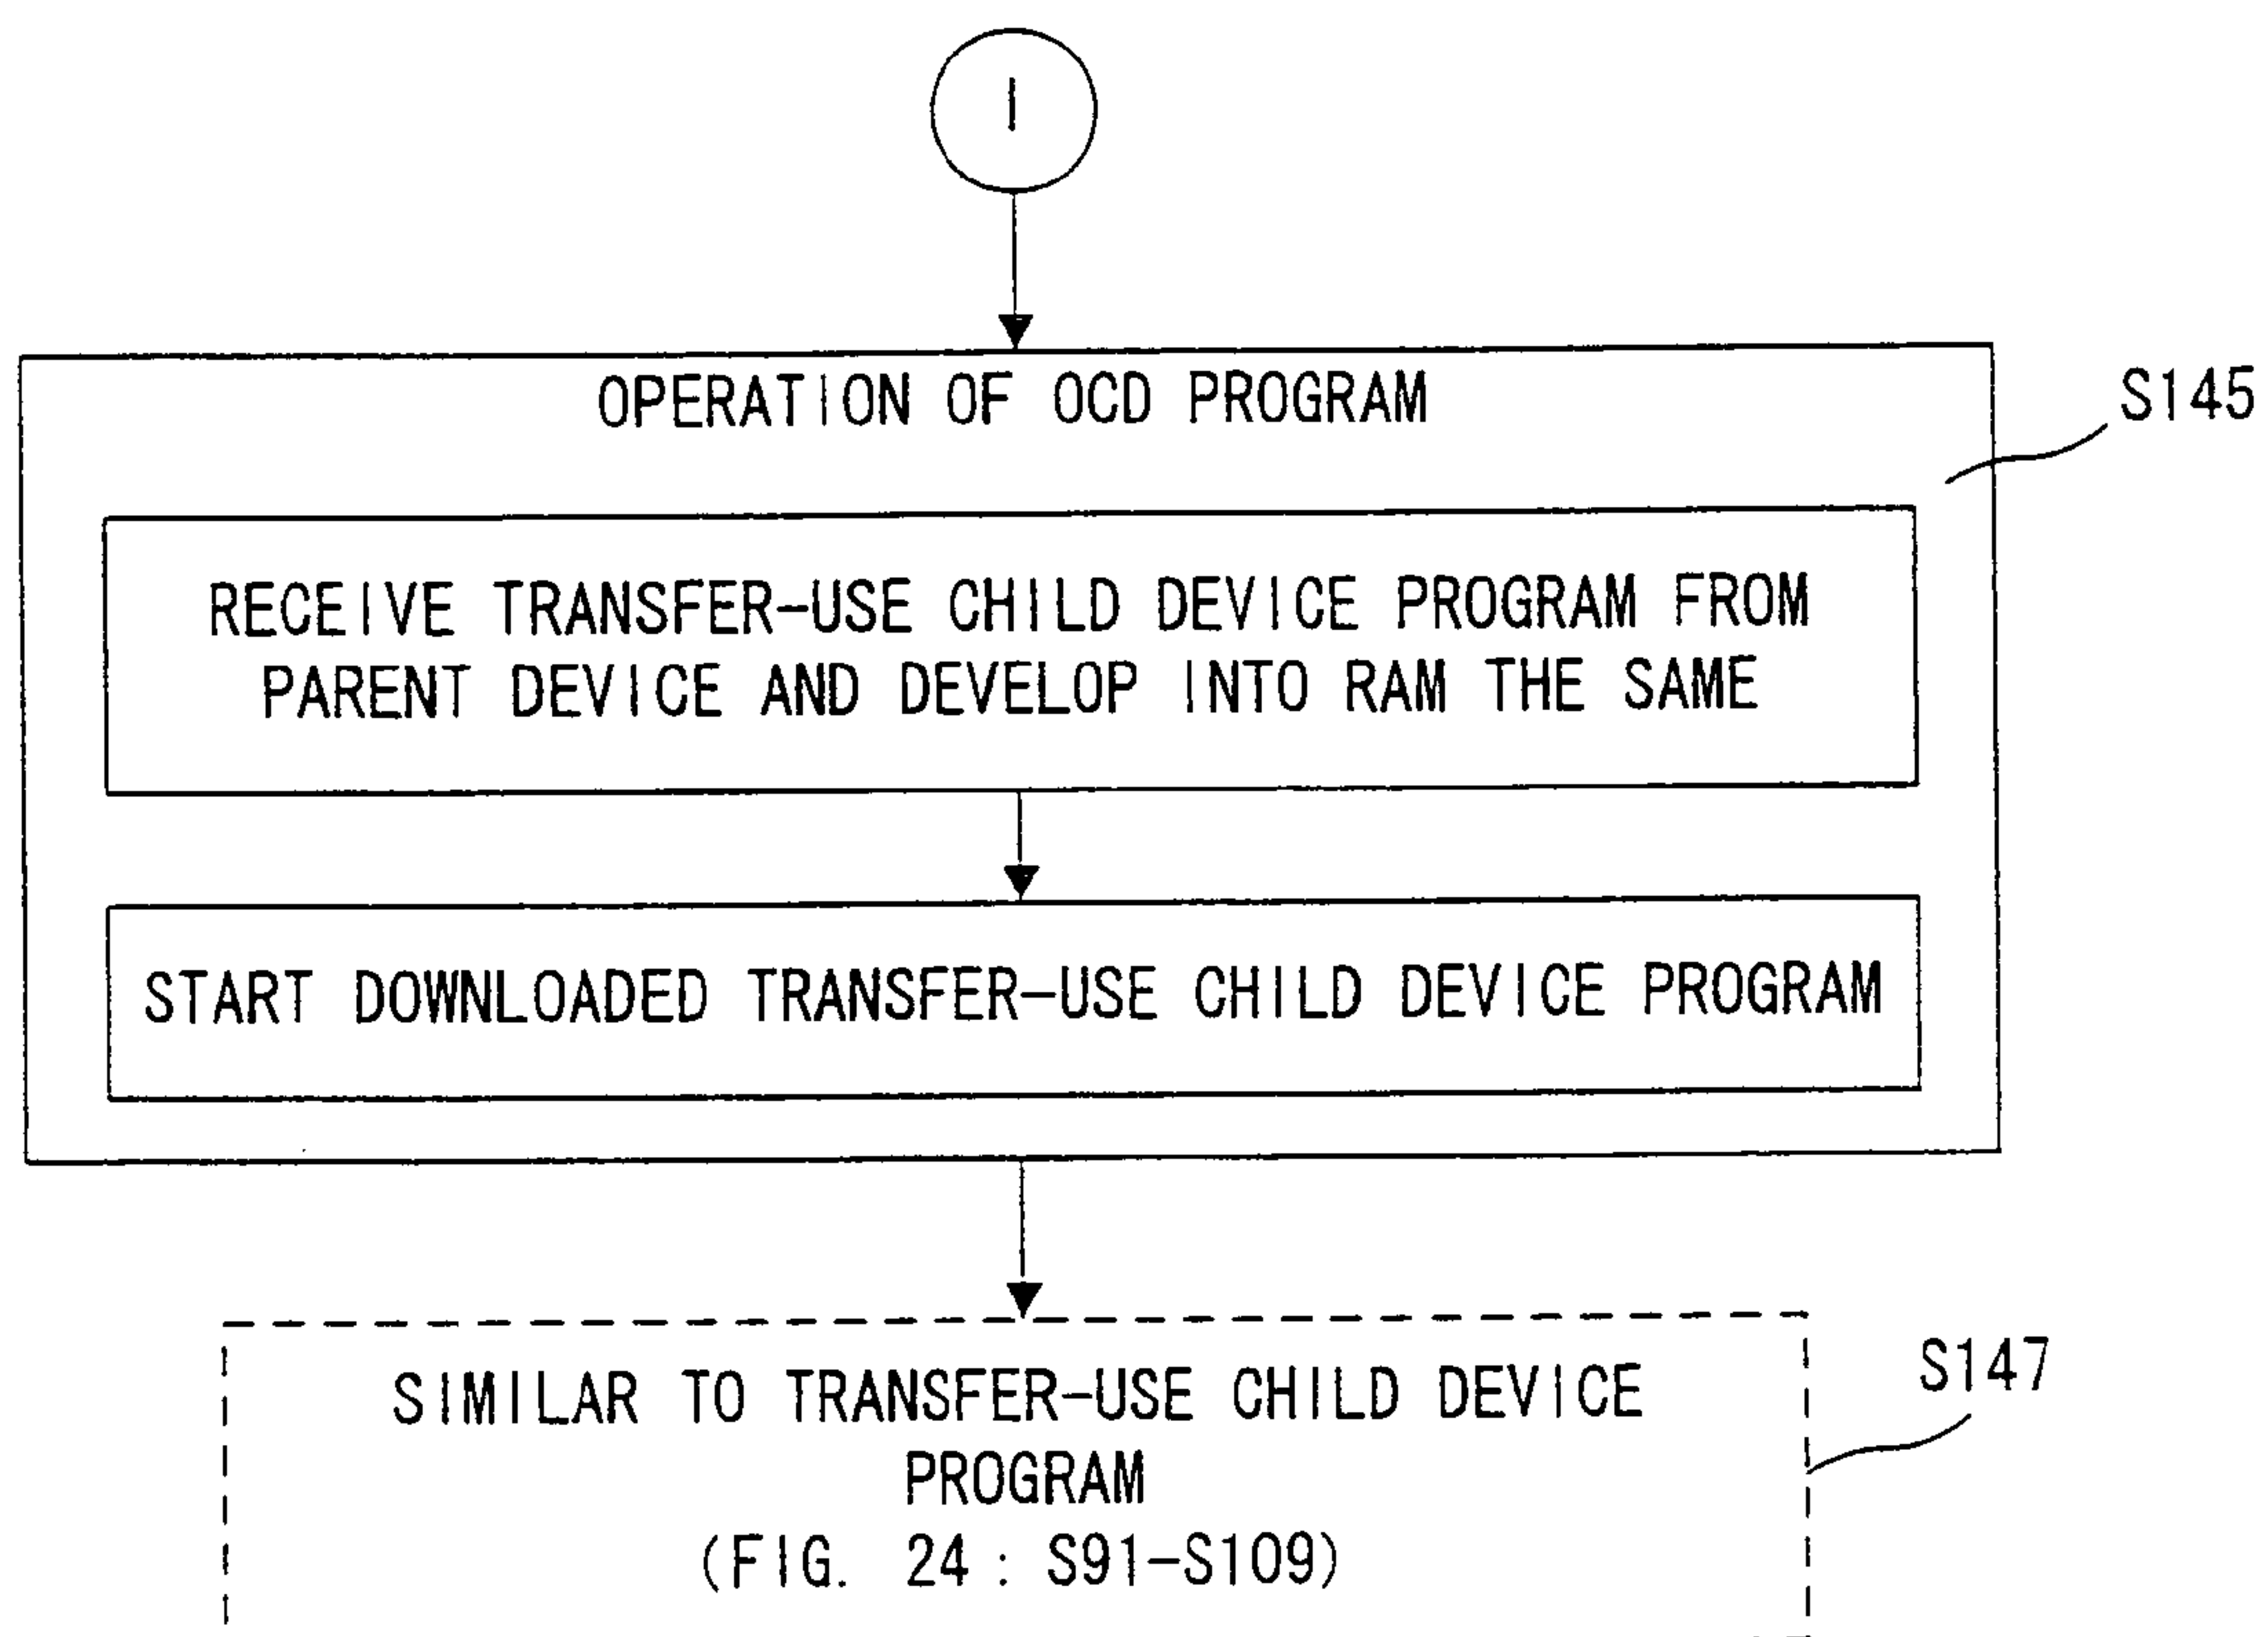 I
OPERATION OF OCD PROGRAM
S145
RECEIVE TRANSFER-USE CHILD DEVICE PROGRAM FROM
PARENT DEVICE AND DEVELOP INTO RAM THE SAME
START DOWNLOADED TRANSFER-USE CHILD DEVICE PROGRAM
SIMILAR TO TRANSFER-USE CHILD DEVICE
PROGRAM
(FIG. 24 : S91-S109)
S147